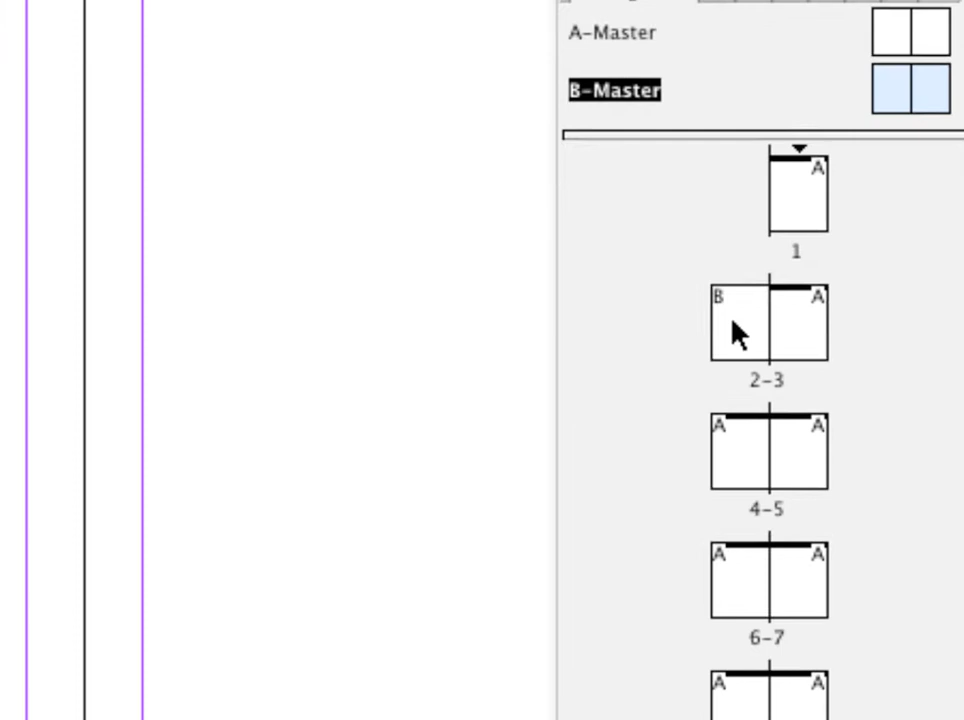 A-Master
B-Master
A
1
B A
2-3
A A
4-5
A A
6-7
A A